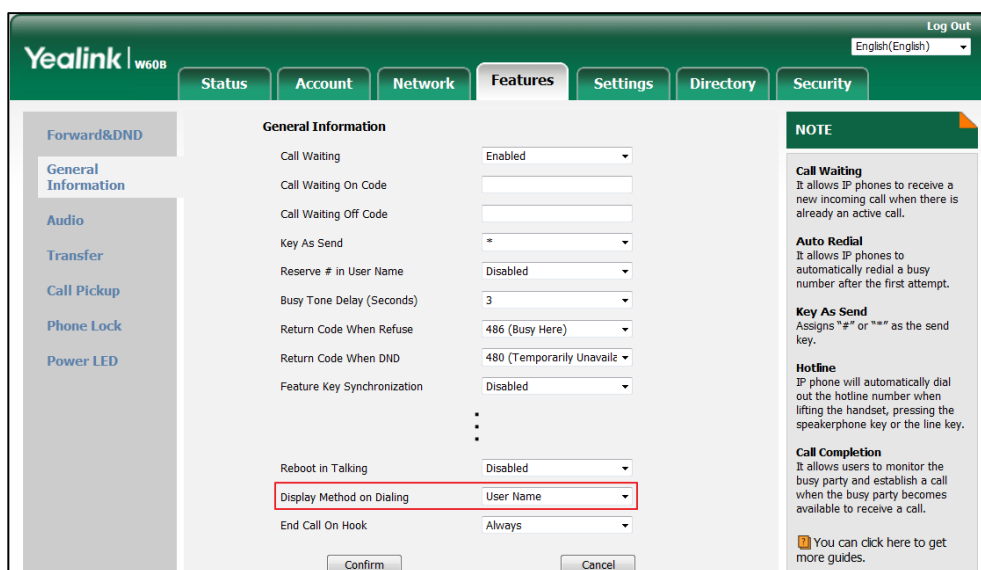 Log Out
Yealink | W60B
English(English)
Status Account Network Features Settings Directory Security
Forward&DND
General
Information
Audio
Transfer
Call Pickup
Phone Lock
Power LED
General Information
Call Waiting Enabled
Call Waiting On Code
Call Waiting Off Code
Key As Send *
Reserve # in User Name Disabled
Busy Tone Delay (Seconds) 3
Return Code When Refuse 486 (Busy Here)
Return Code When DND 480 (Temporarily Unavaila
Feature Key Synchronization Disabled
Reboot in Talking Disabled
Display Method on Dialing User Name
End Call On Hook Always
Confirm Cancel
NOTE
Call Waiting
It allows IP phones to receive a
new incoming call when there is
already an active call.
Auto Redial
It allows IP phones to
automatically redial a busy
number after the first attempt.
Key As Send
Assigns "#" or "*" as the send
key.
Hotline
IP phone will automatically dial
out the hotline number when
lifting the handset, pressing the
speakerphone key or the line key.
Call Completion
It allows users to monitor the
busy party and establish a call
when the busy party becomes
available to receive a call.
You can click here to get
more guides.